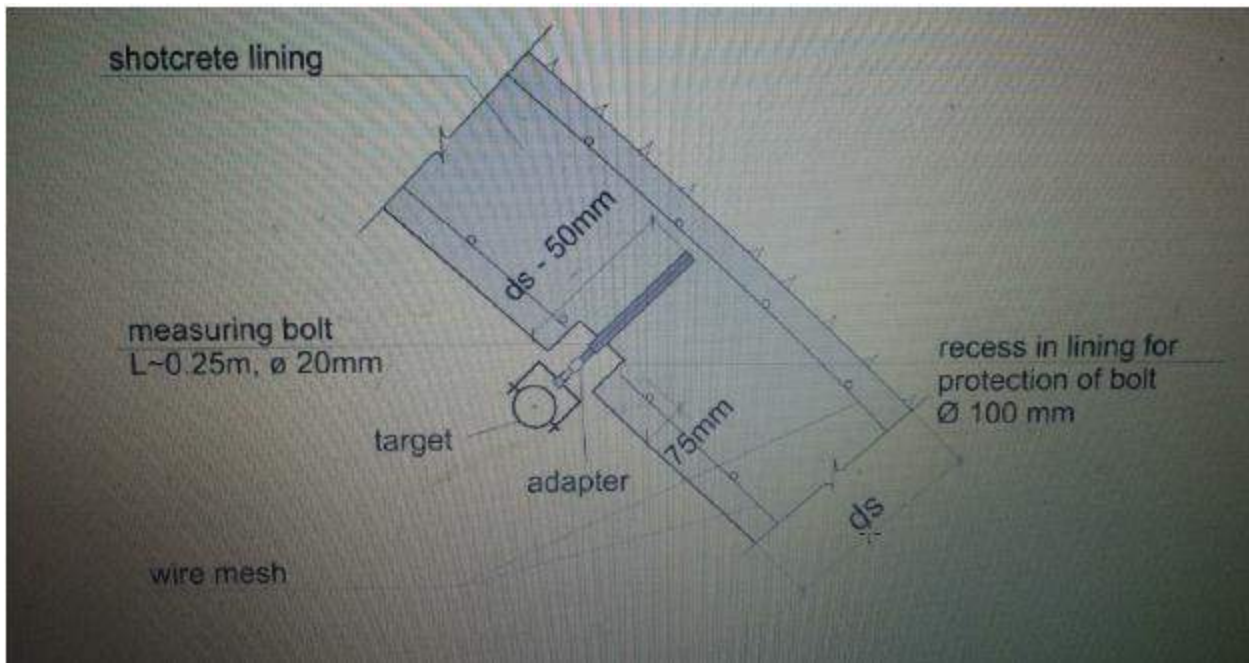 shotcrete lining
ds - 50mm
measuring bolt
L~0.25m, ø 20mm
recess in lining for
protection of bolt
Ø 100 mm
target
adapter
75mm
ds
wire mesh